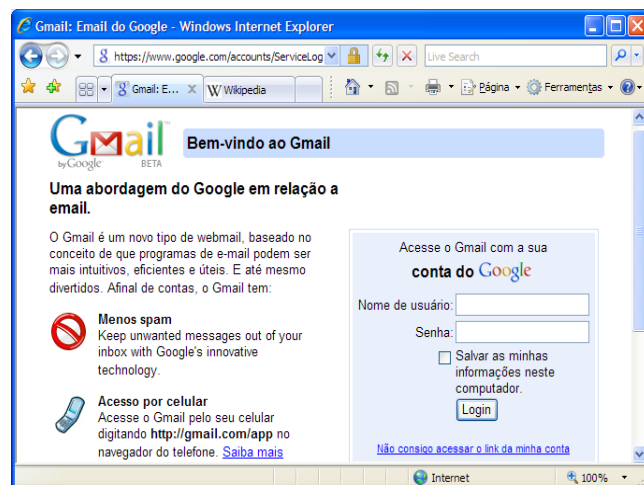 Gmail: Email do Google - Windows Internet Explorer
https://www.google.com/accounts/ServiceLog
Live Search
Gmail: E...
Wikipedia
Página
Ferramentas
Gmail
by Google
BETA
Bem-vindo ao Gmail
Uma abordagem do Google em relação a
email.
O Gmail é um novo tipo de webmail, baseado no
conceito de que programas de e-mail podem ser
mais intuitivos, eficientes e úteis. E até mesmo
divertidos. Afinal de contas, o Gmail tem:
Menos spam
Keep unwanted messages out of your
inbox with Google's innovative
technology.
Acesso por celular
Acesse o Gmail pelo seu celular
digitando http://gmail.com/app no
navegador do telefone. Saiba mais
Acesse o Gmail com a sua
conta do Google
Nome de usuário:
Senha:
Salvar as minhas
informações neste
computador.
Login
Não consigo acessar o link da minha conta
Internet
100%